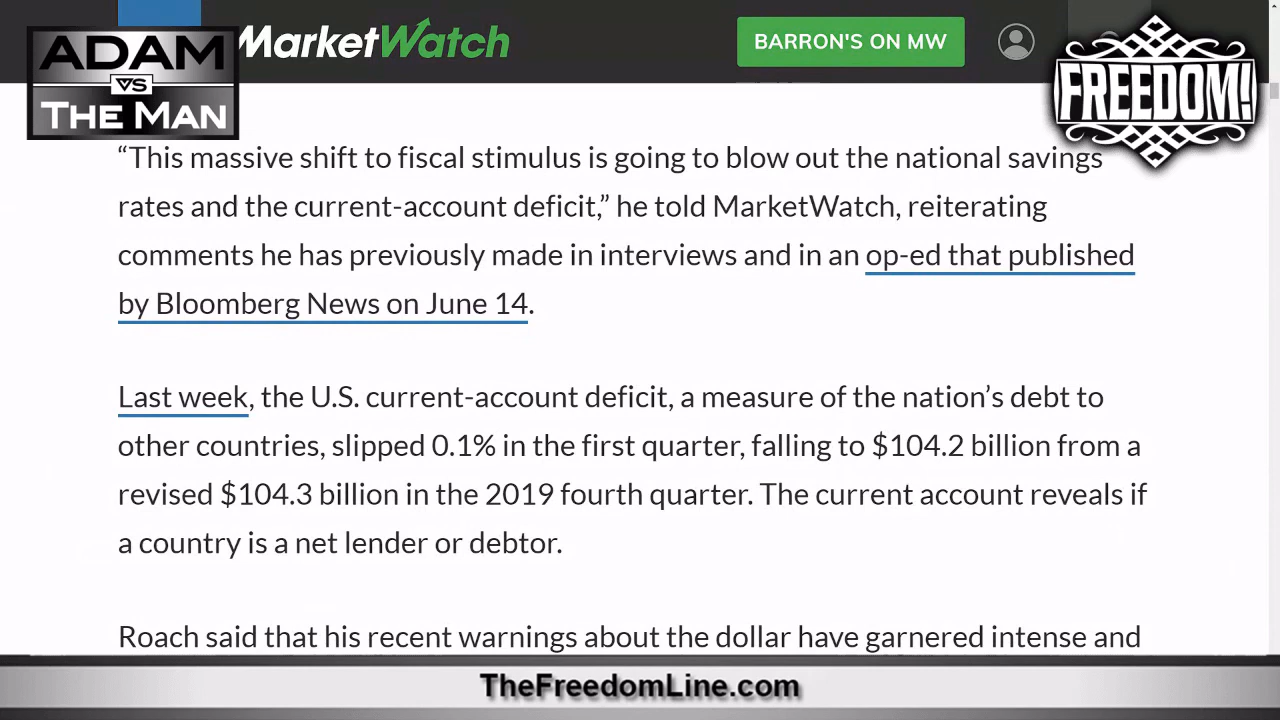 ADAM
VS
THE MAN
MarketWatch
BARRON'S ON MW
FREEDOM!
“This massive shift to fiscal stimulus is going to blow out the national savings
rates and the current-account deficit,” he told MarketWatch, reiterating
comments he has previously made in interviews and in an op-ed that published
by Bloomberg News on June 14.
Last week, the U.S. current-account deficit, a measure of the nation’s debt to
other countries, slipped 0.1% in the first quarter, falling to $104.2 billion from a
revised $104.3 billion in the 2019 fourth quarter. The current account reveals if
a country is a net lender or debtor.
Roach said that his recent warnings about the dollar have garnered intense and
TheFreedomLine.com